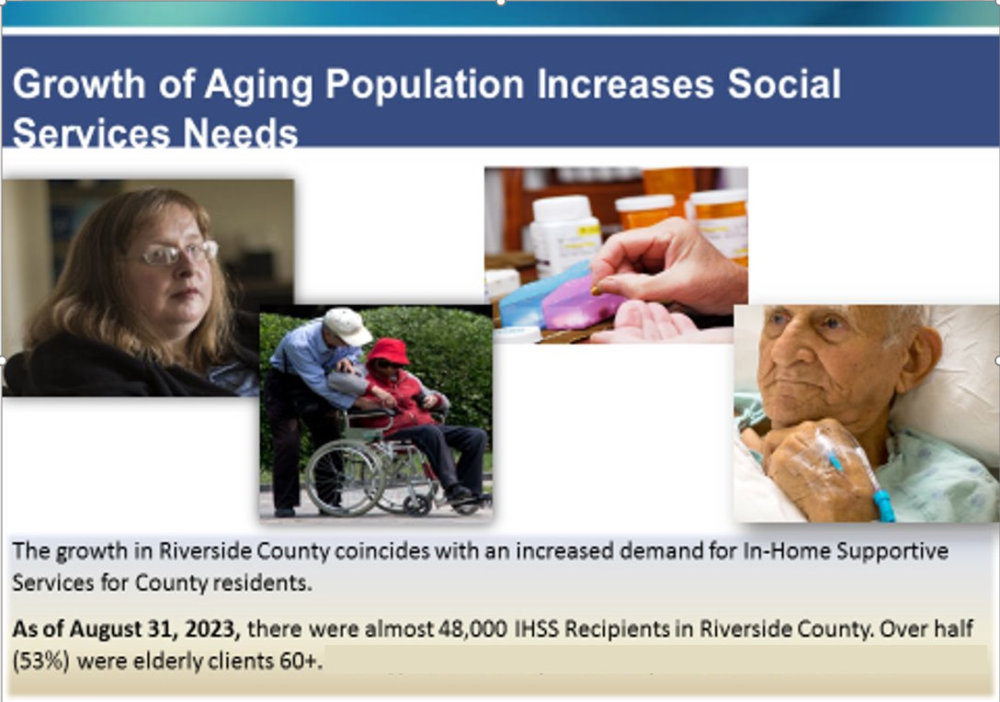 Growth of Aging Population Increases Social
Services Needs
The growth in Riverside County coincides with an increased demand for In-Home Supportive
Services for County residents.
As of August 31, 2023, there were almost 48,000 IHSS Recipients in Riverside County. Over half
(53%) were elderly clients 60+.